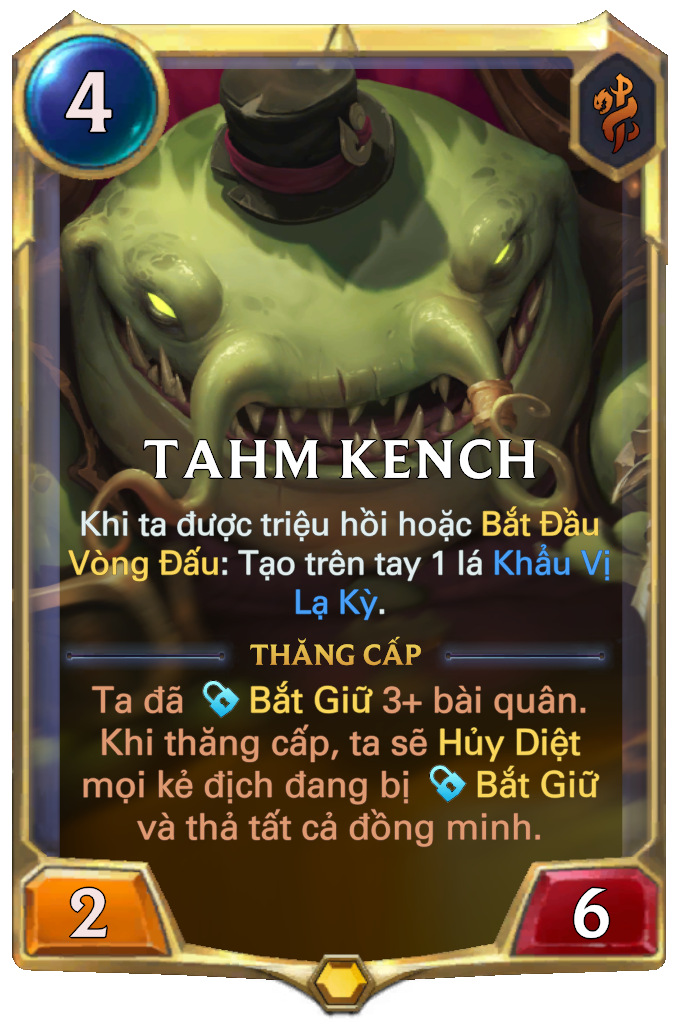 4
TAHM KENCH
Khi ta được triệu hồi hoặc Bắt Đầu
Vòng Đấu: Tạo trên tay 1 lá Khẩu Vị
Lạ Kỳ.
THĂNG CẤP
Ta đã Bắt Giữ 3+ bài quân.
Khi thăng cấp, ta sẽ Hủy Diệt
mọi kẻ địch đang bị Bắt Giữ
và thả tất cả đồng minh.
2
6